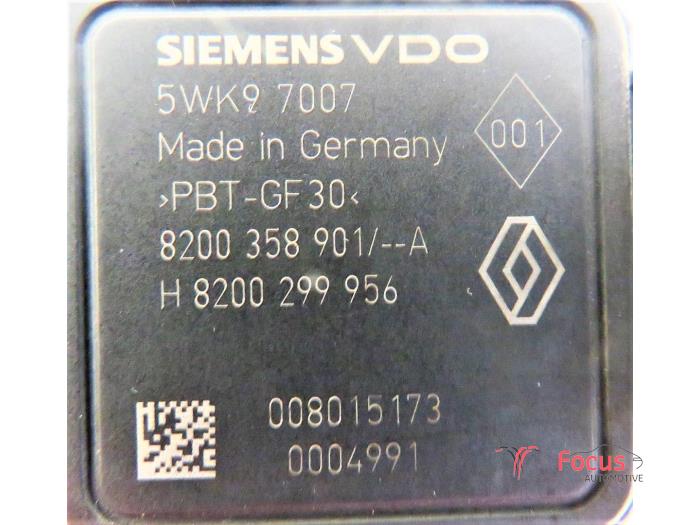 SIEMENS VDO
5WK9 7007
Made in Germany
001
>PBT-GF30<
8200 358 901/--A
H 8200 299 956
008015173
0004991
Focus
AUTOMOTIVE